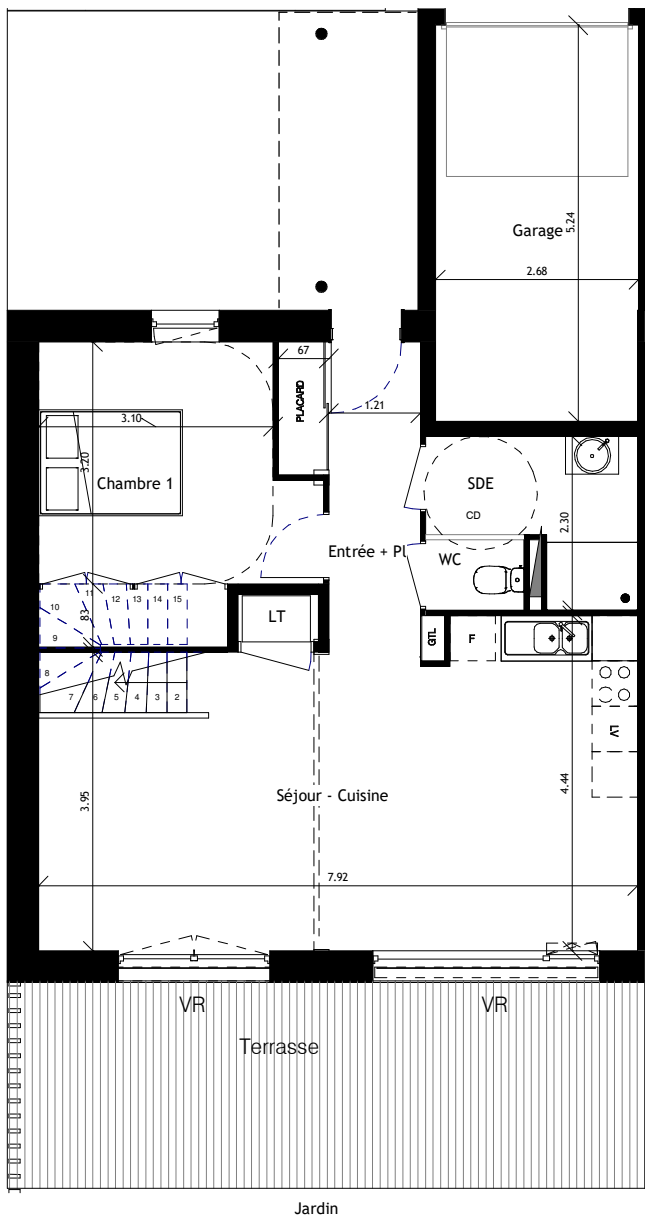 Garage
5.24
2.68
67
PLACARD
1.21
3.10
3.20
Chambre 1
SDE
CD
2.30
Entrée + Pl
WC
LT
GTL
F
LV
83
10
11
12
13
14
15
9
8
7
6
5
4
3
2
Séjour - Cuisine
3.95
4.44
7.92
VR
VR
Terrasse
Jardin